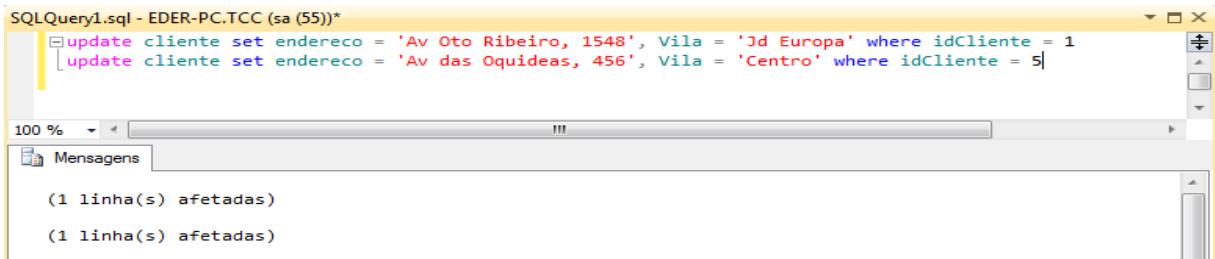 SQLQuery1.sql - EDER-PC.TCC (sa (55))*
update cliente set endereco = 'Av Oto Ribeiro, 1548', Vila = 'Jd Europa' where idCliente = 1
update cliente set endereco = 'Av das Oquideas, 456', Vila = 'Centro' where idCliente = 5
100 %
Mensagens
(1 linha(s) afetadas)
(1 linha(s) afetadas)